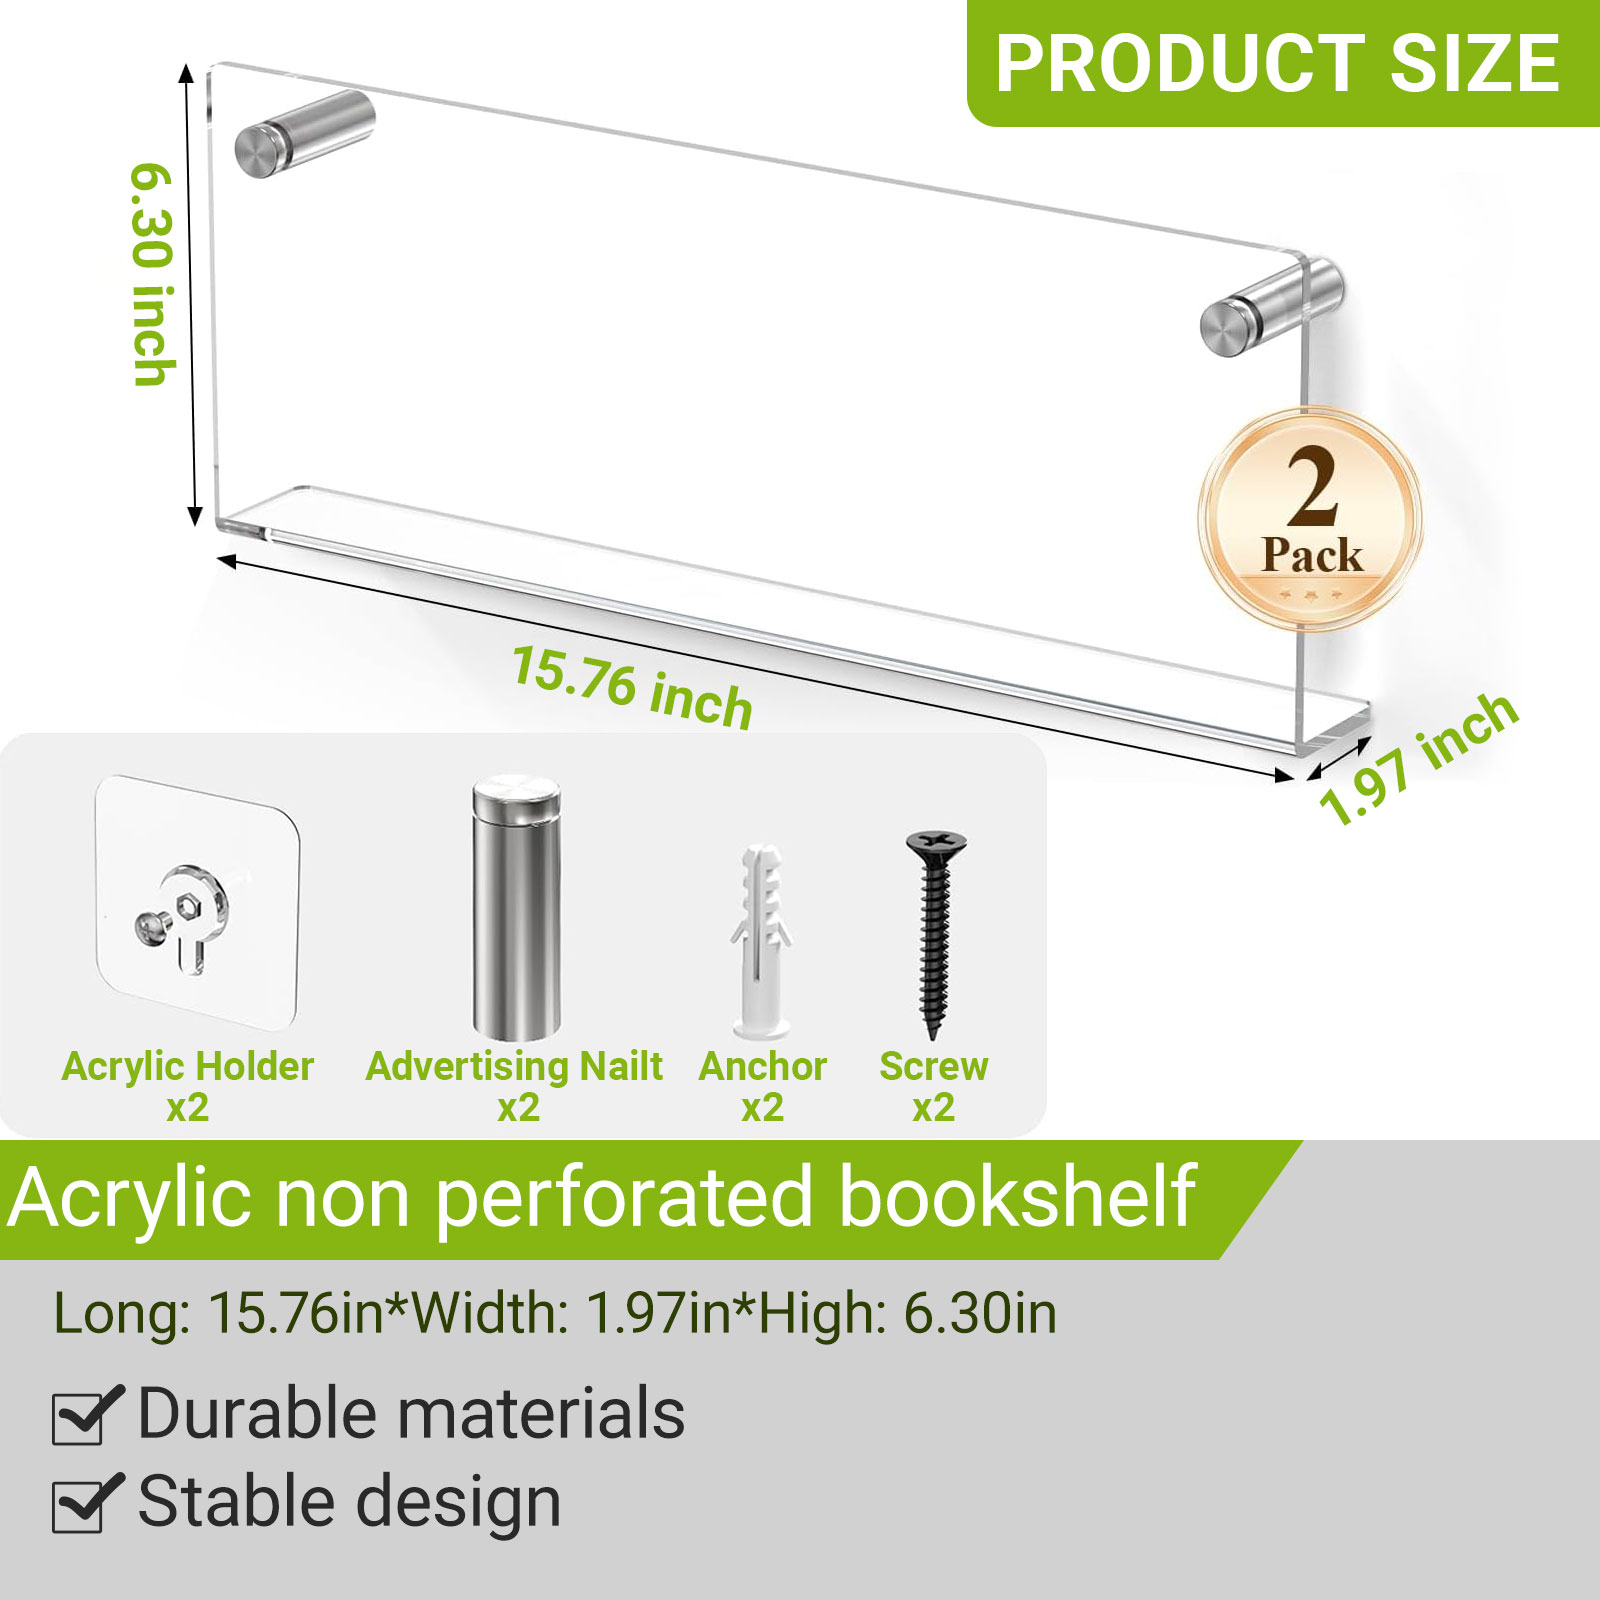 PRODUCT SIZE
6.30 inch
2
Pack
15.76 inch
1.97 inch
Acrylic Holder
x2
Advertising Nailt
x2
Anchor
x2
Screw
x2
Acrylic non perforated bookshelf
Long: 15.76in*Width: 1.97in*High: 6.30in
Durable materials
Stable design